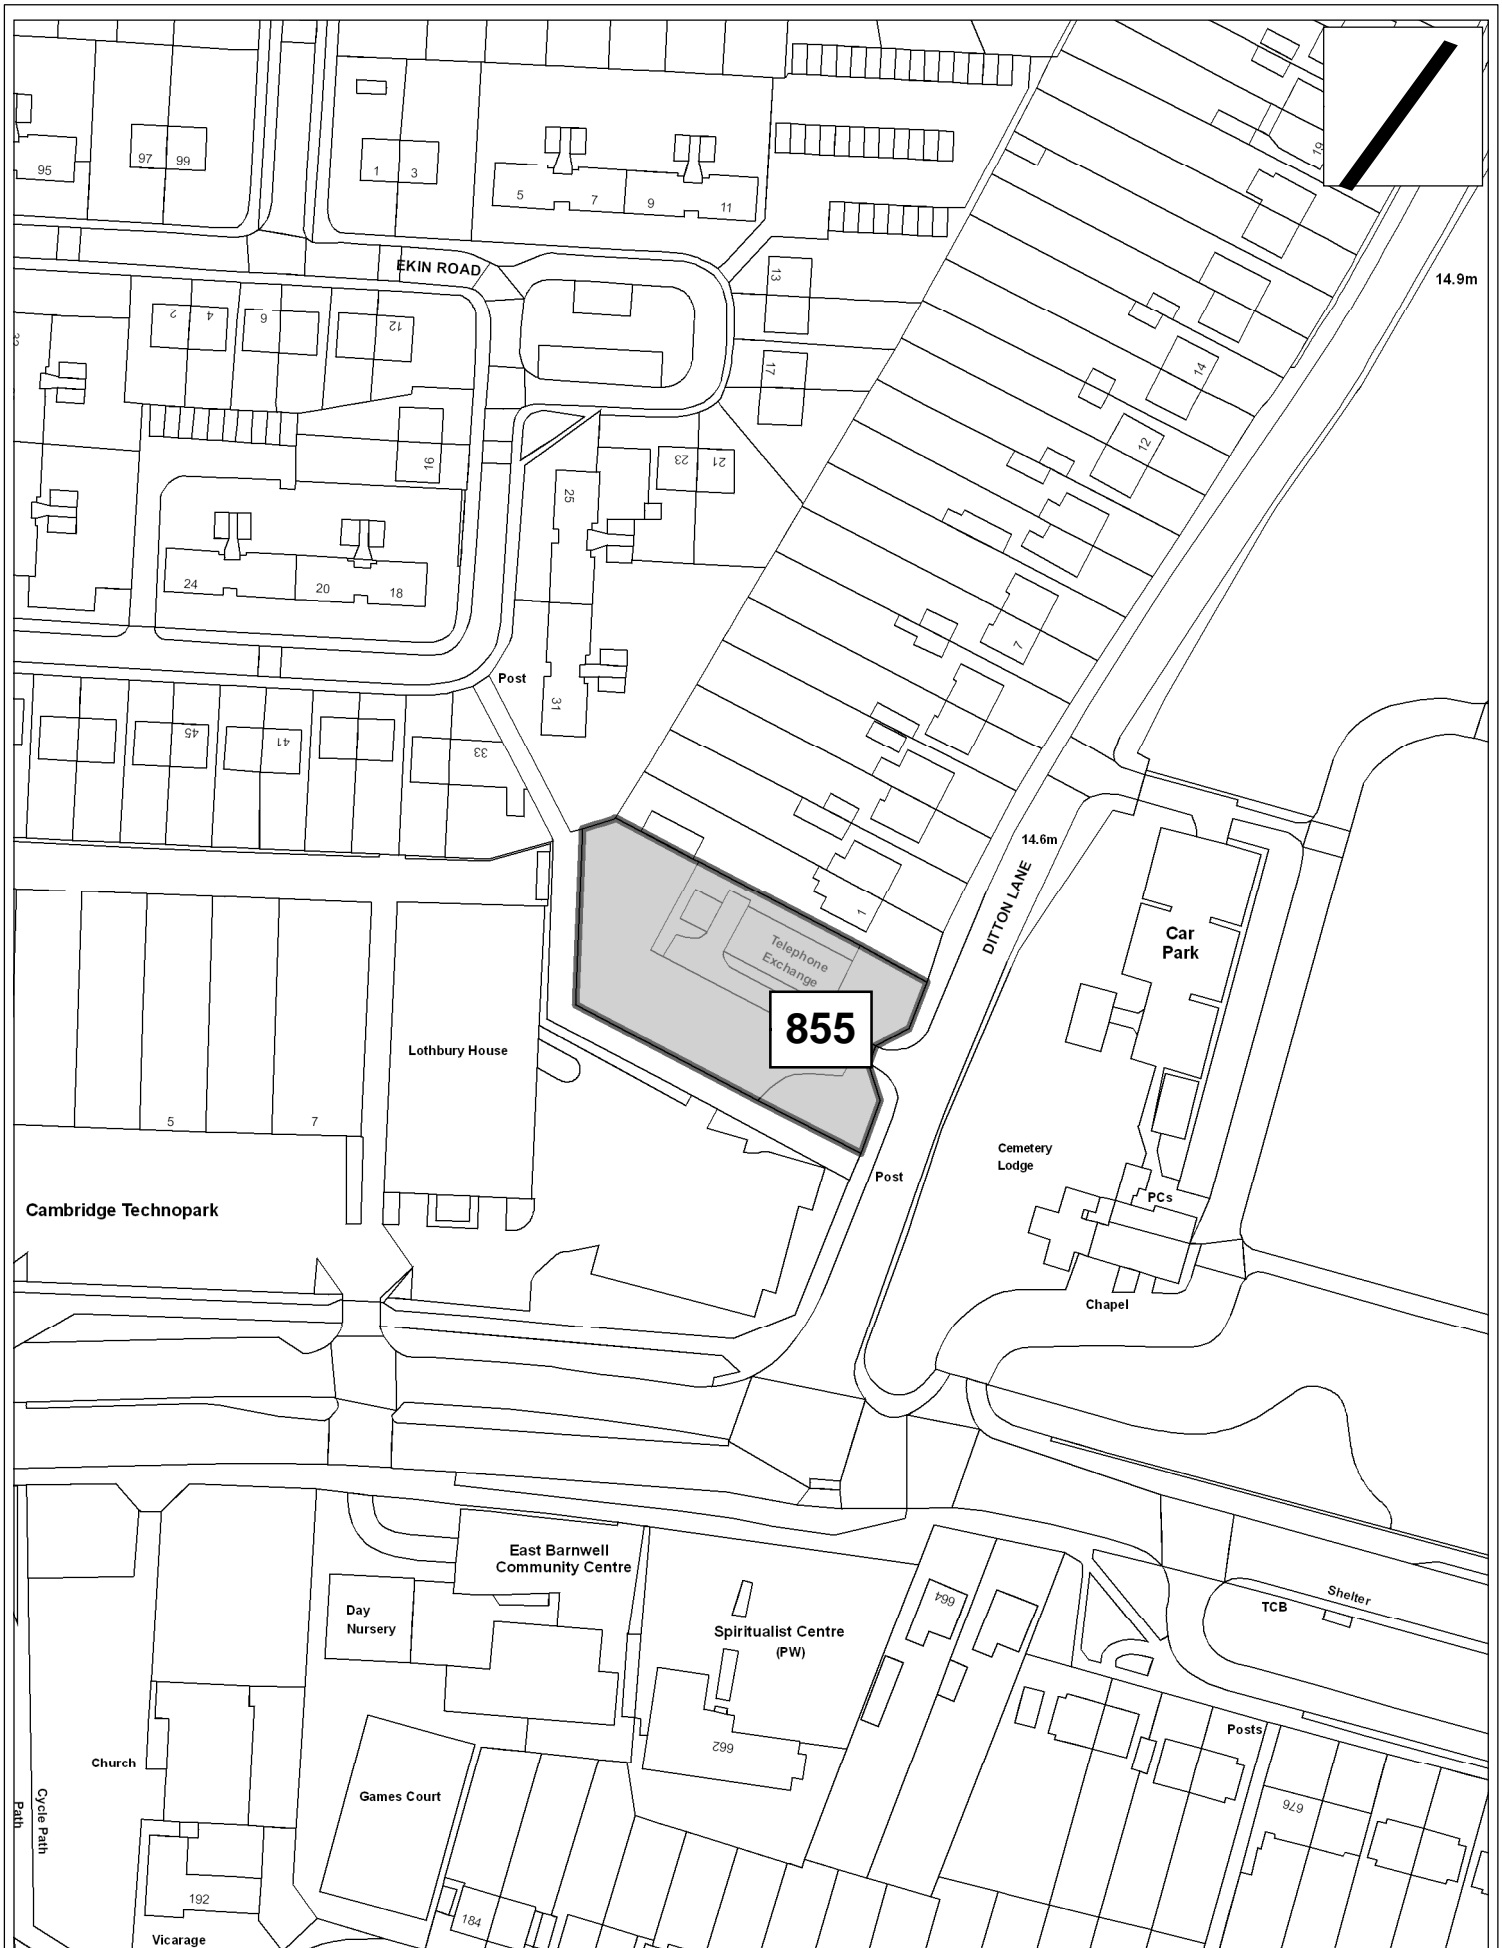 95
97
99
1
3
5
7
9
11
19
EKIN ROAD
13
14.9m
2
4
6
12
17
14
16
23
21
12
25
24
20
18
7
Post
31
45
41
33
14.6m
DITTON LANE
1
Car
Park
Telephone
Exchange
855
Lothbury House
5
7
Cemetery
Lodge
Post
PCs
Cambridge Technopark
Chapel
East Barnwell
Community Centre
Day
Nursery
Spiritualist Centre
(PW)
664
Shelter
TCB
Posts
662
Church
Games Court
Cycle Path
Path
676
192
184
Vicarage